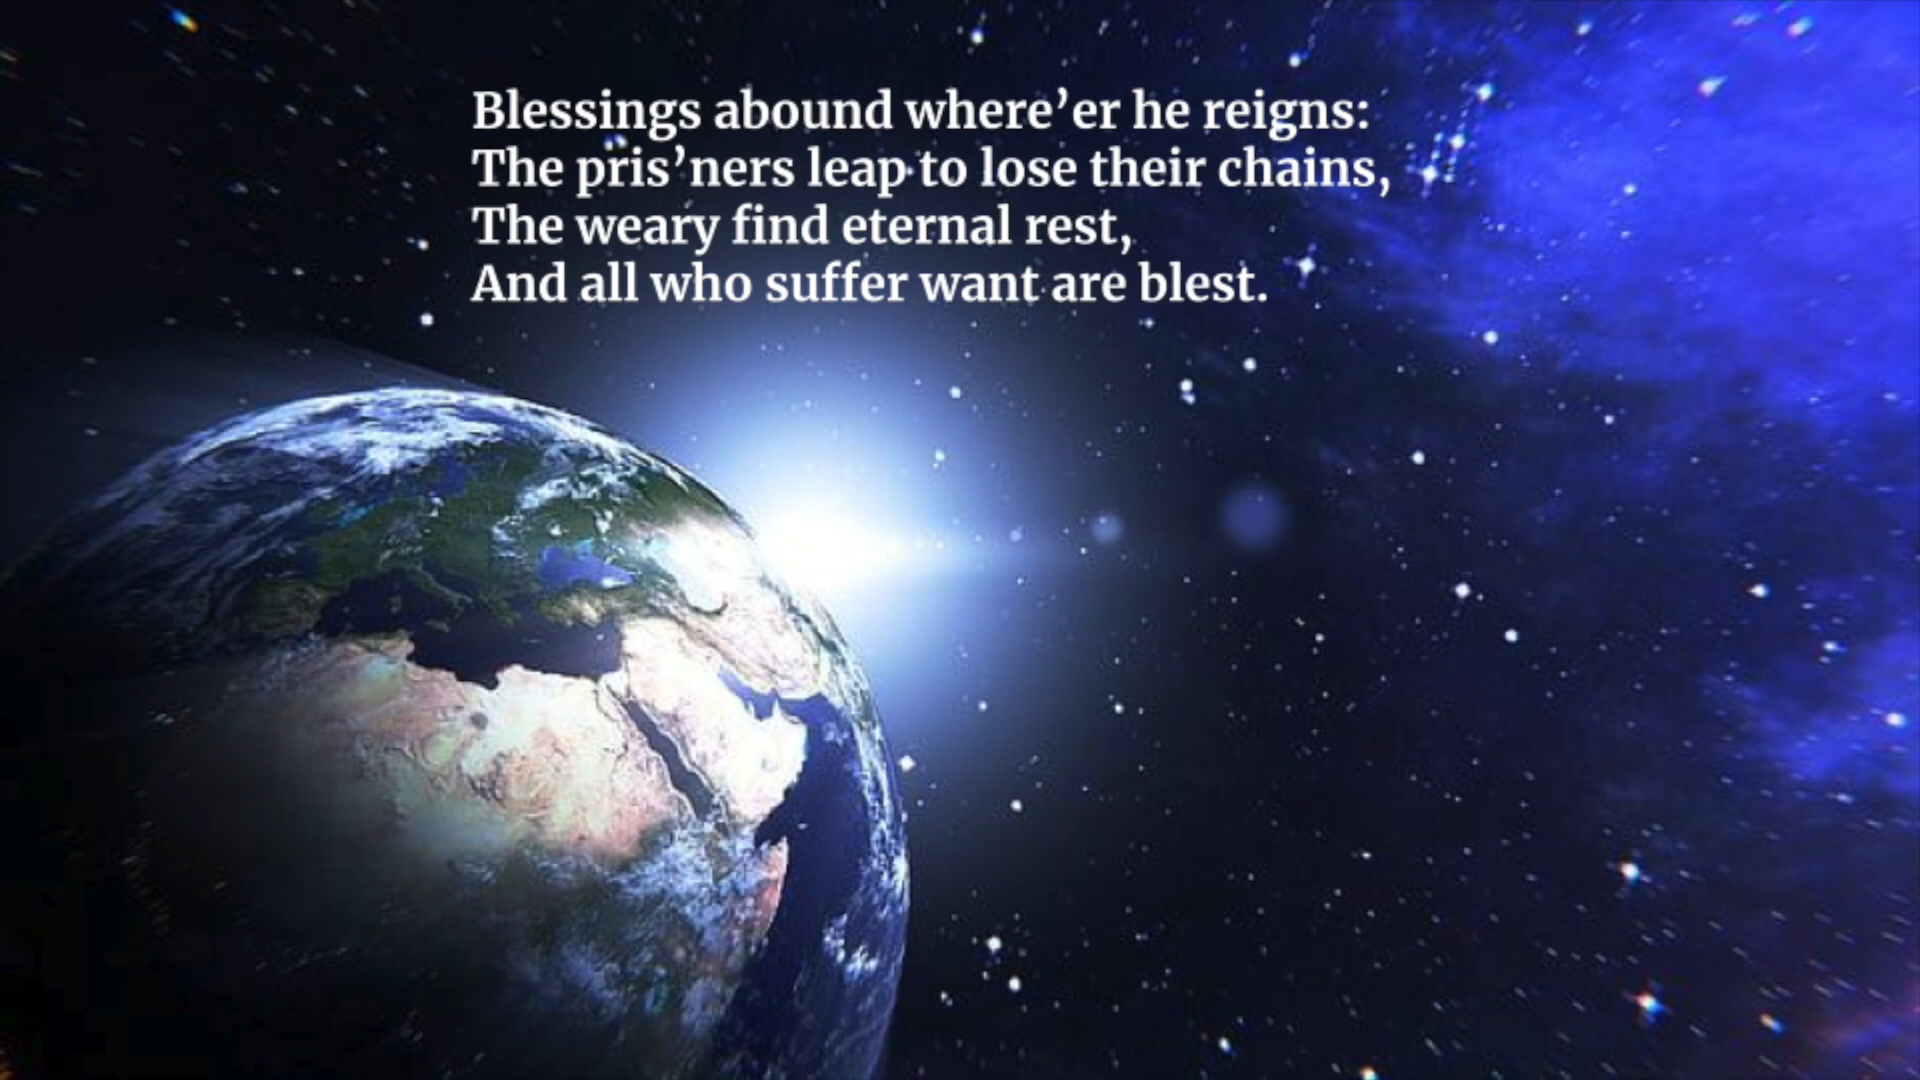 Blessings abound where’er he reigns:
The pris’ners leap to lose their chains,
The weary find eternal rest,
And all who suffer want are blest.